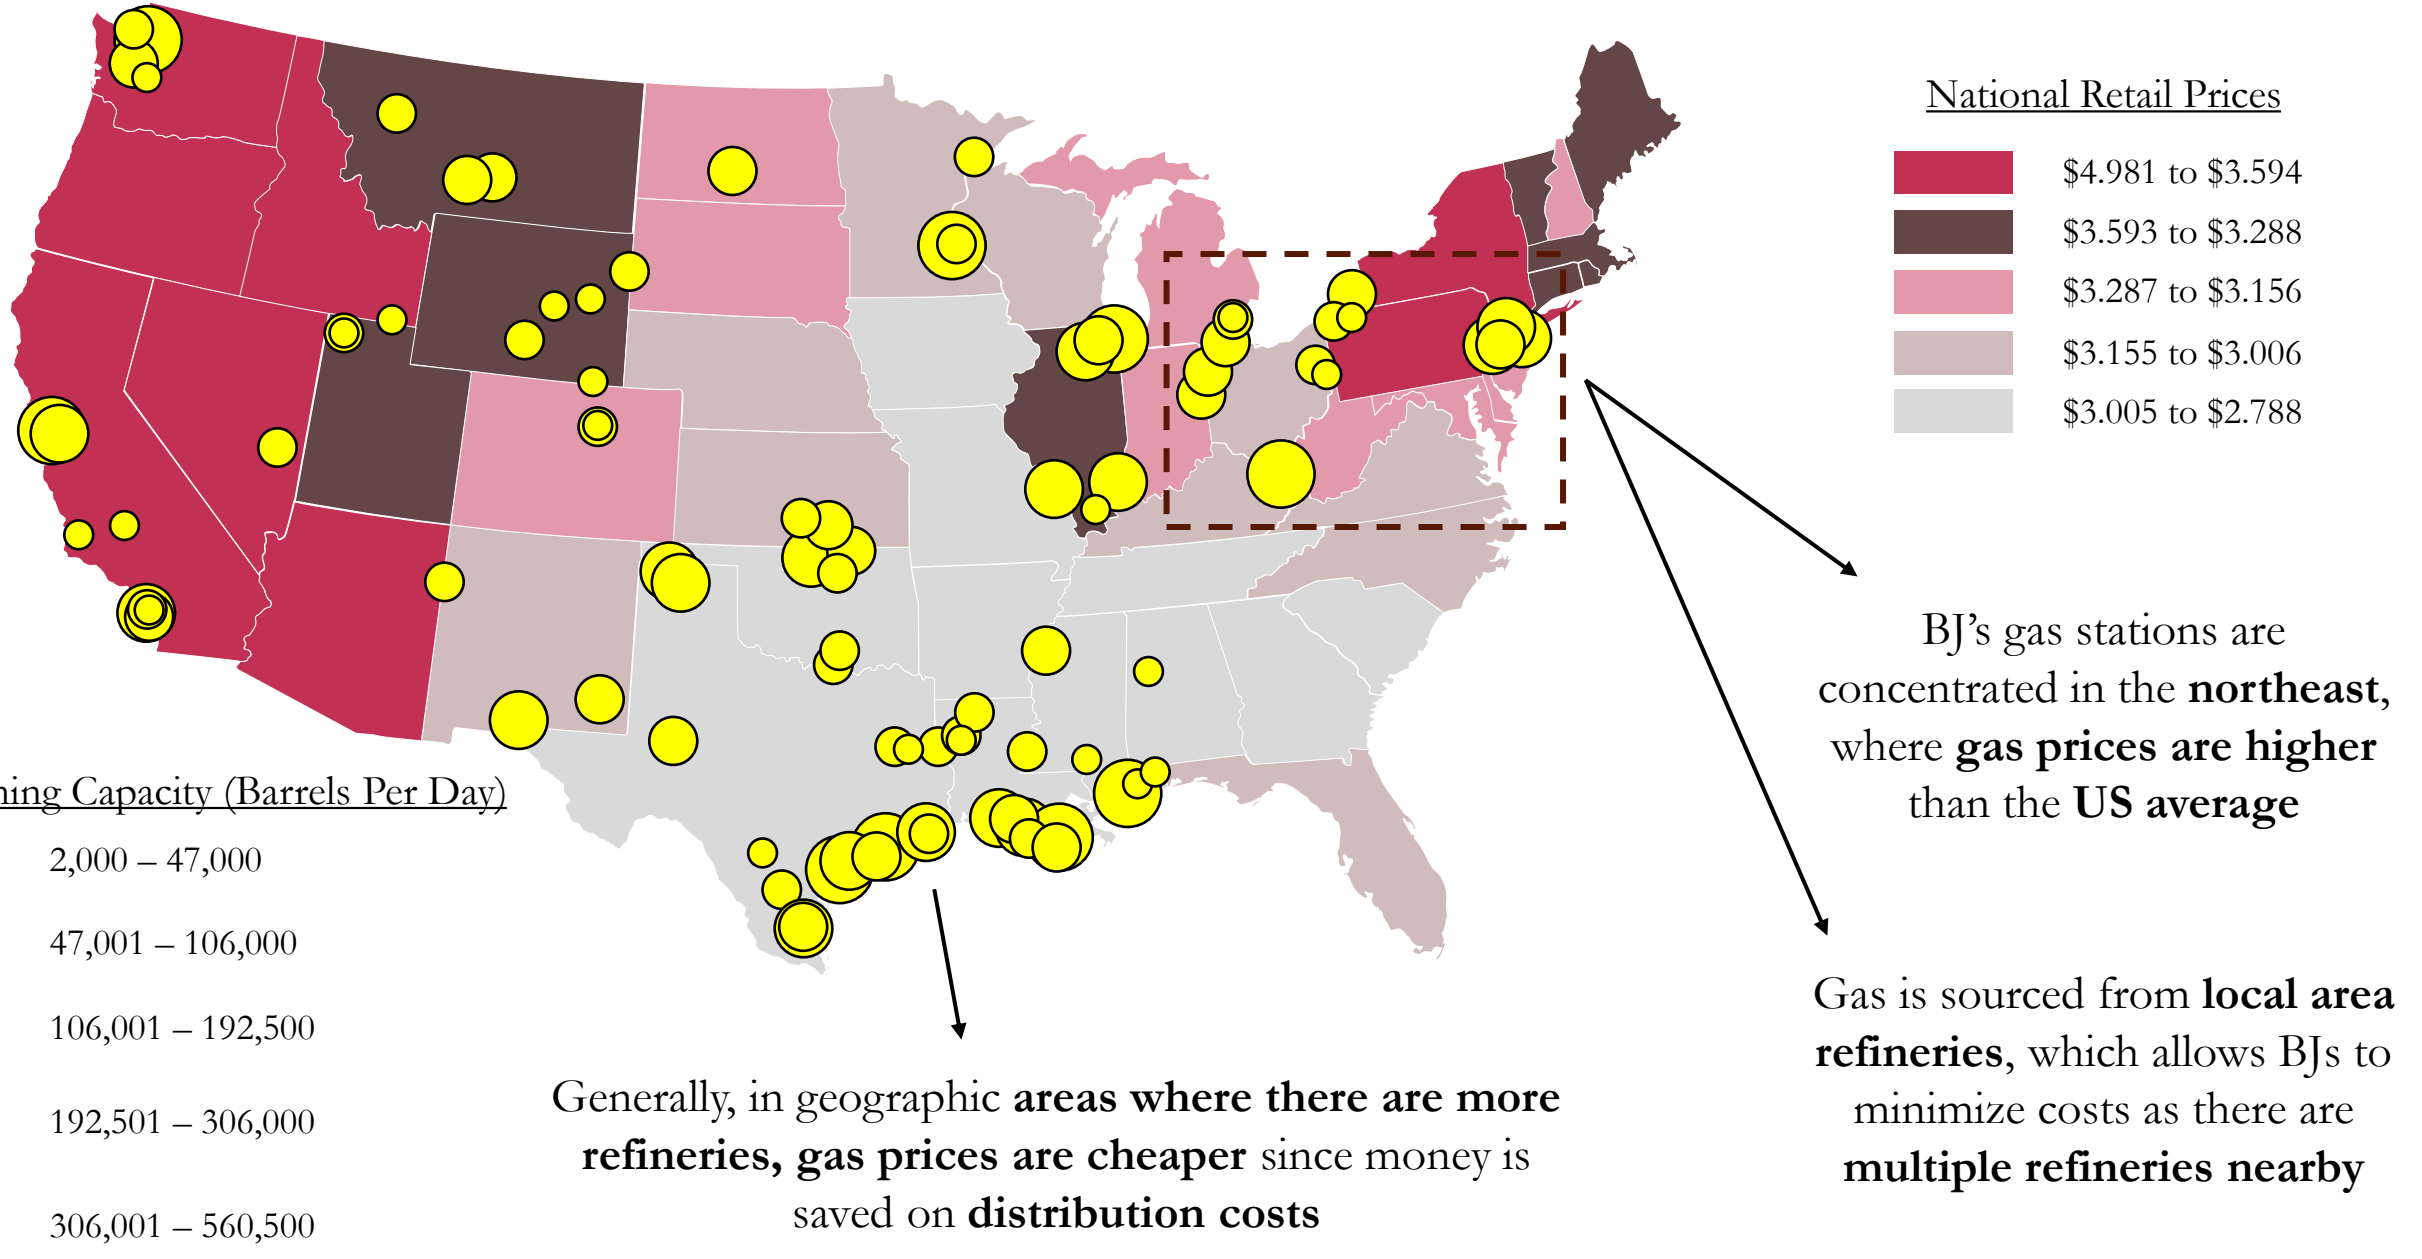 National Retail Prices
$4.981 to $3.594
$3.593 to $3.288
$3.287 to $3.156
$3.155 to $3.006
$3.005 to $2.788
BJ’s gas stations are
concentrated in the northeast,
where gas prices are higher
than the US average
Gas is sourced from local area
refineries, which allows BJs to
minimize costs as there are
multiple refineries nearby
Generally, in geographic areas where there are more
refineries, gas prices are cheaper since money is
saved on distribution costs
ning Capacity (Barrels Per Day)
2,000 – 47,000
47,001 – 106,000
106,001 – 192,500
192,501 – 306,000
306,001 – 560,500